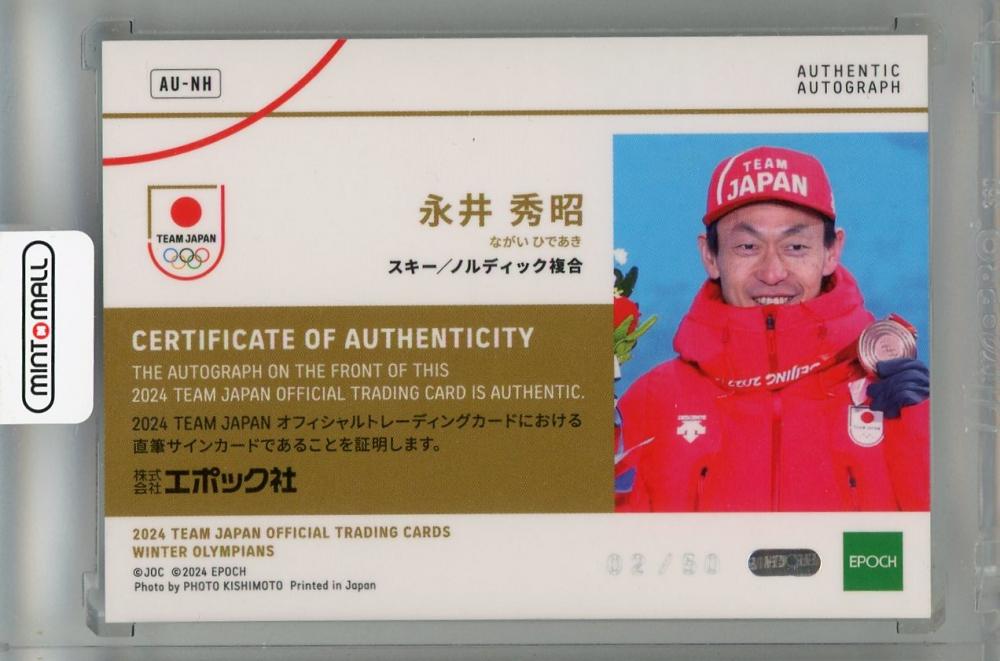 AU-NH
AUTHENTIC
AUTOGRAPH
TEAM JAPAN
永井 秀昭
ながい ひであき
スキー／ノルディック複合
TEAM
JAPAN
BEIJING 2022
MINT MALL
CERTIFICATE OF AUTHENTICITY
THE AUTOGRAPH ON THE FRONT OF THIS
2024 TEAM JAPAN OFFICIAL TRADING CARD IS AUTHENTIC.
2024 TEAM JAPAN オフィシャルトレーディングカードにおける
直筆サインカードであることを証明します。
株式会社エポック社
2024 TEAM JAPAN OFFICIAL TRADING CARDS
WINTER OLYMPIANS
©JOC ©2024 EPOCH
Photo by PHOTO KISHIMOTO Printed in Japan
02/50
EPOCH